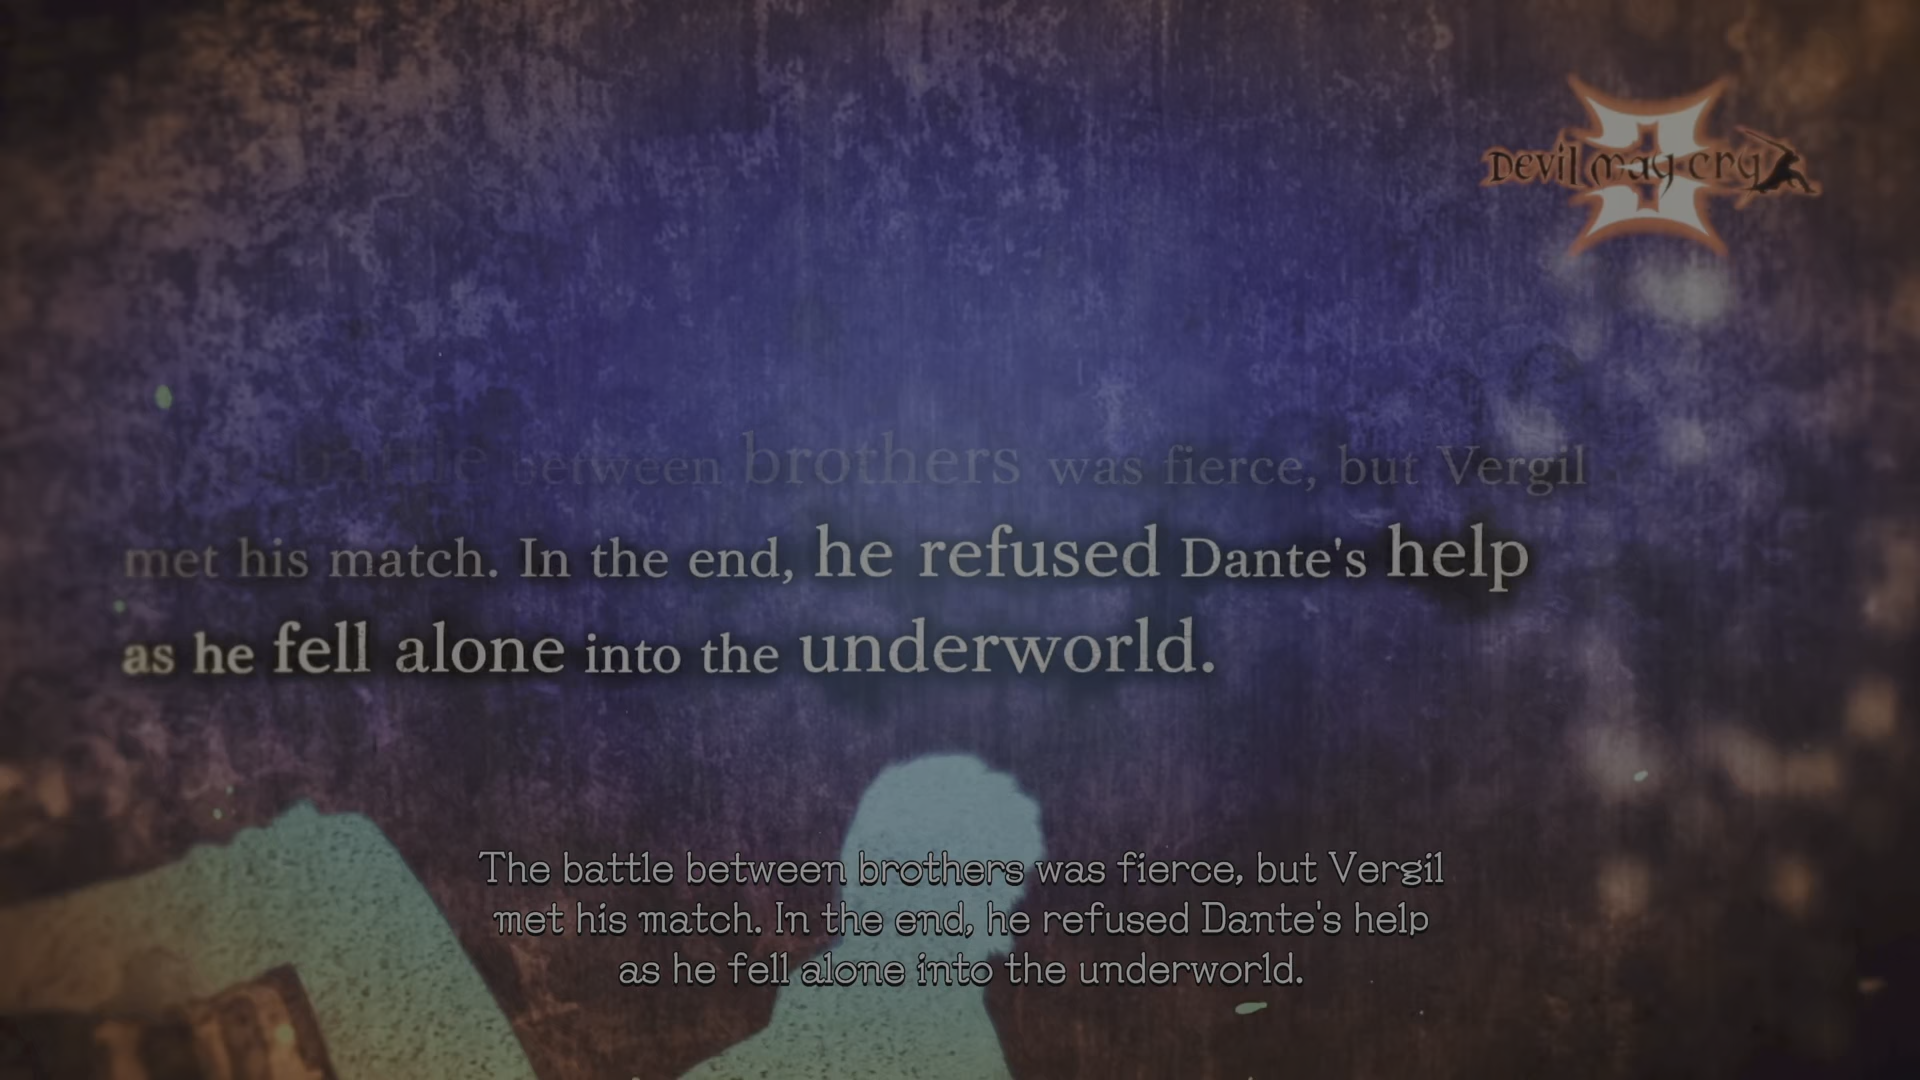 Devil may cry
3
battle between brothers was fierce, but Vergil
met his match. In the end, he refused Dante's help
as he fell alone into the underworld.
The battle between brothers was fierce, but Vergil
met his match. In the end, he refused Dante's help
as he fell alone into the underworld.